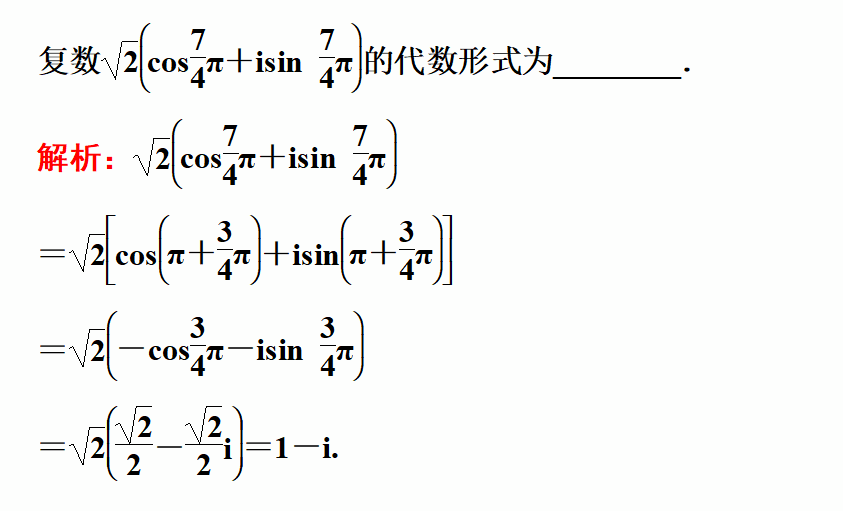 复数√2(cos7/4π＋isin 7/4π)的代数形式为________．
解析：√2(cos7/4π＋isin 7/4π)
＝√2[cos(π＋3/4π)＋isin(π＋3/4π)]
＝√2(－cos3/4π－isin 3/4π)
＝√2(√2/2－√2/2i)＝1－i.